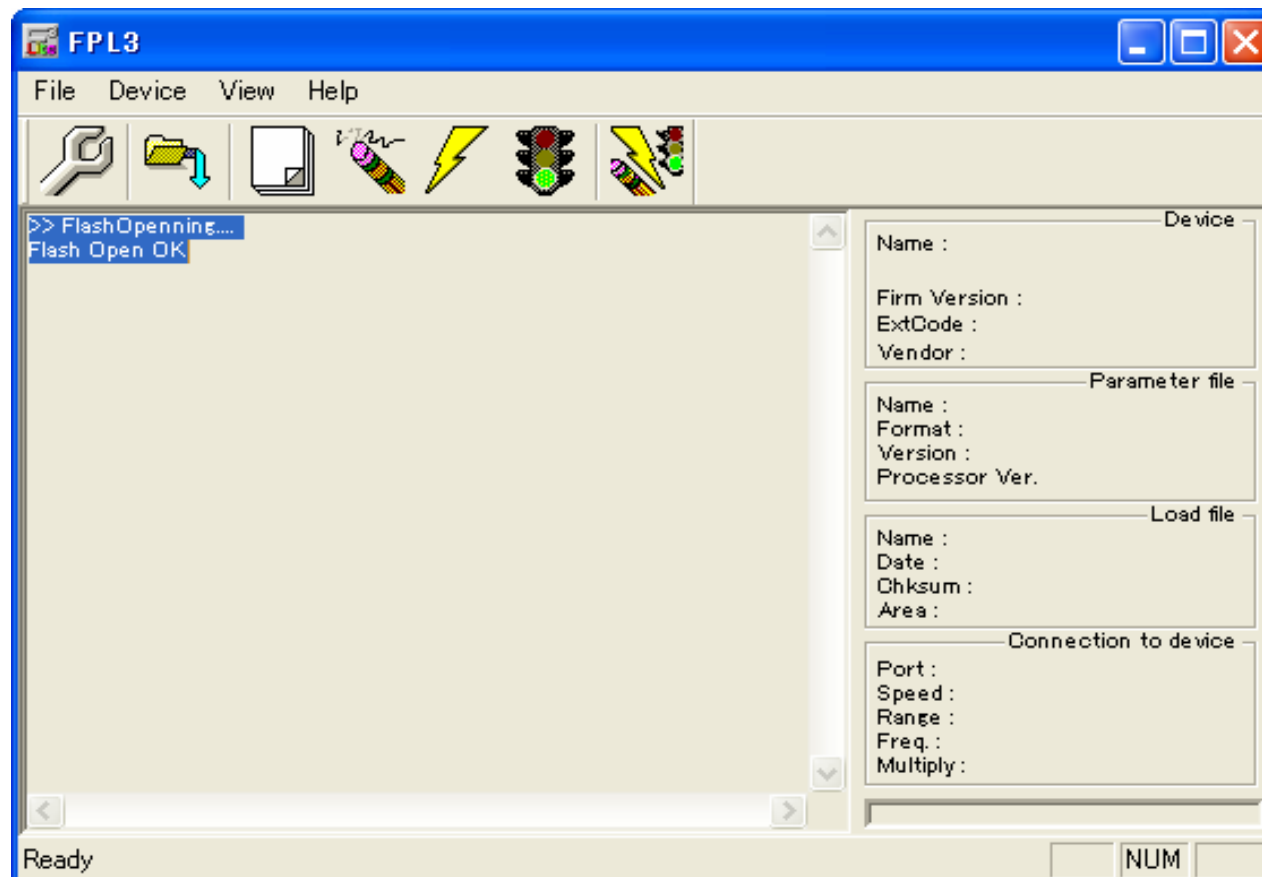 FPL3
File Device View Help
>> FlashOpenning....
Flash Open OK
Device
Name :
Firm Version :
ExtCode :
Vendor :
Parameter file
Name :
Format :
Version :
Processor Ver.
Load file
Name :
Date :
Chksum :
Area :
Connection to device
Port :
Speed :
Range :
Freq. :
Multiply :
Ready
NUM